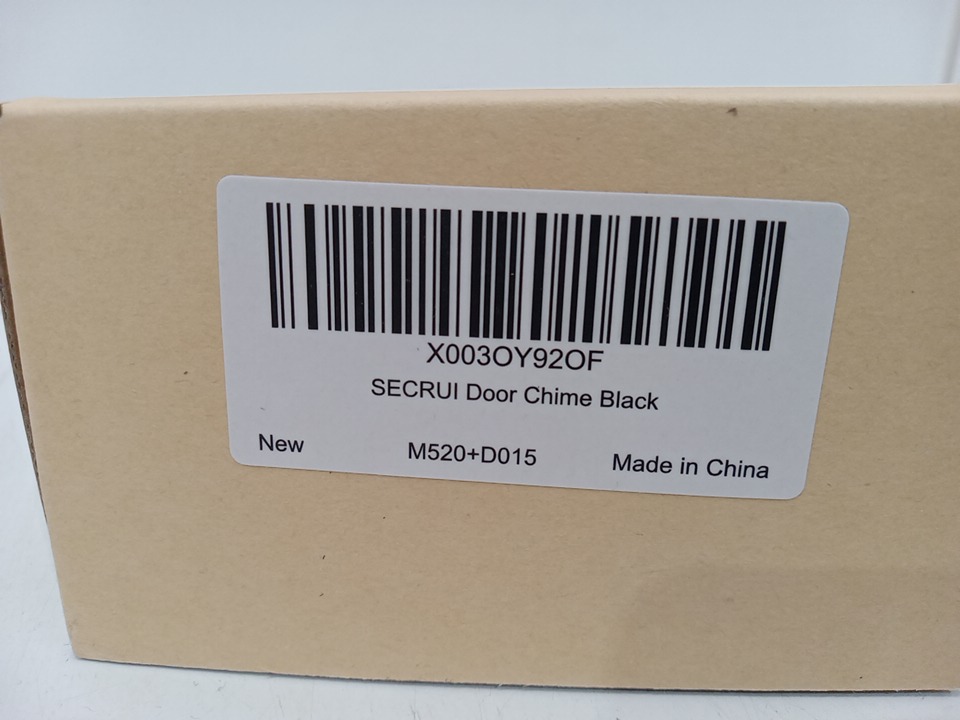 X003OY92OF
SECRUI Door Chime Black
New M520+D015 Made in China